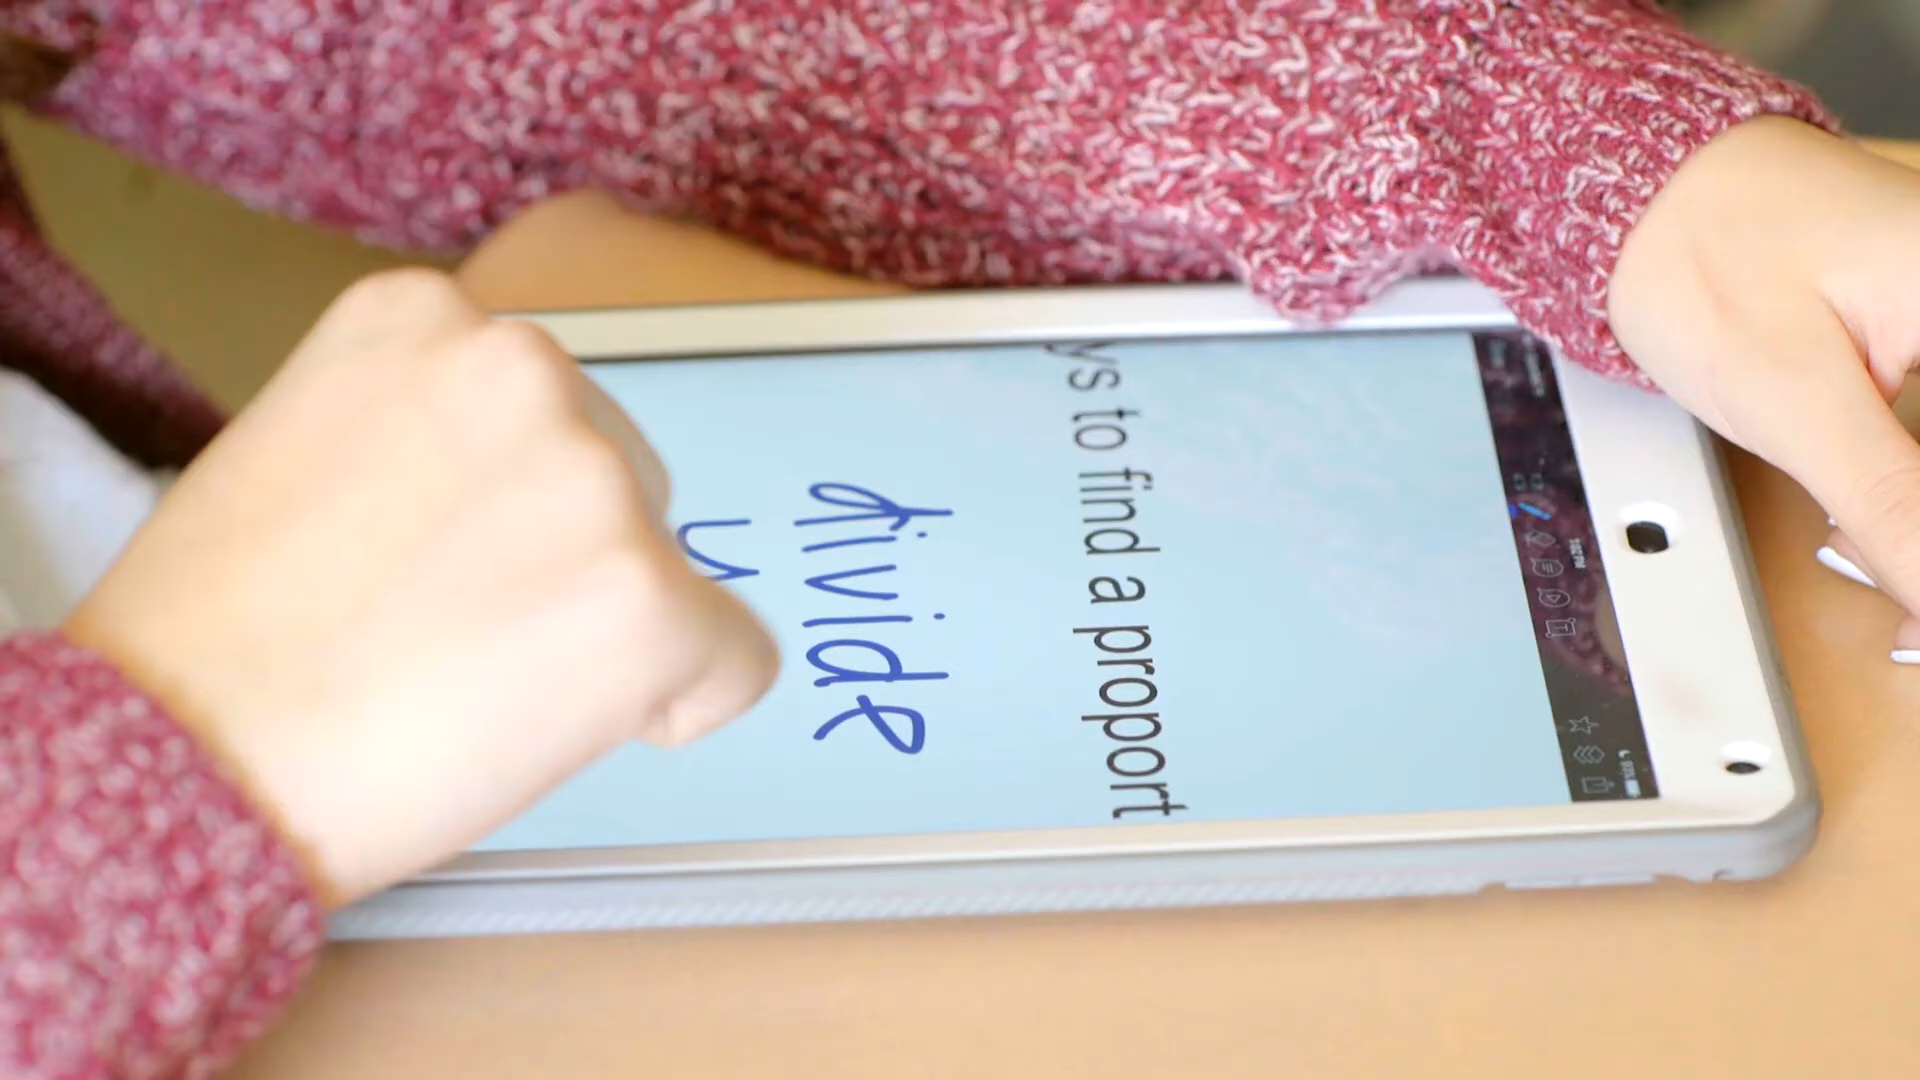 ys to find a proport
divide
y